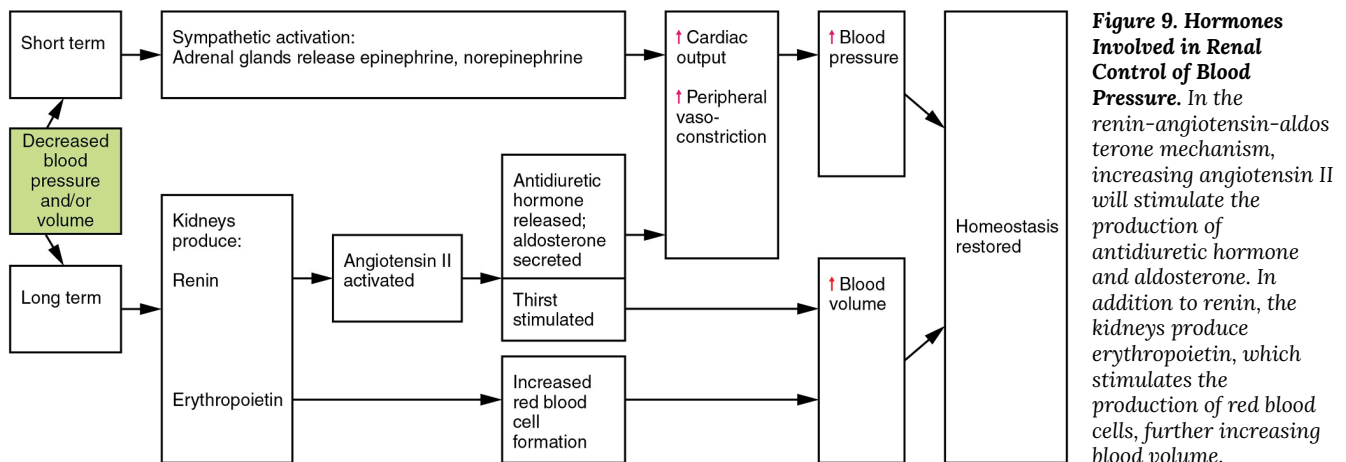 Short term
Sympathetic activation:
Adrenal glands release epinephrine, norepinephrine
↑ Cardiac
output
↑ Peripheral
vaso-
constriction
↑ Blood
pressure
Decreased
blood
pressure
and/or
volume
Long term
Kidneys
produce:
Renin
Erythropoietin
Angiotensin II
activated
Antidiuretic
hormone
released;
aldosterone
secreted
Thirst
stimulated
Increased
red blood
cell
formation
↑ Blood
volume
Homeostasis
restored
Figure 9. Hormones
Involved in Renal
Control of Blood
Pressure. In the
renin-angiotensin-aldos
terone mechanism,
increasing angiotensin II
will stimulate the
production of
antidiuretic hormone
and aldosterone. In
addition to renin, the
kidneys produce
erythropoietin, which
stimulates the
production of red blood
cells, further increasing
blood volume.